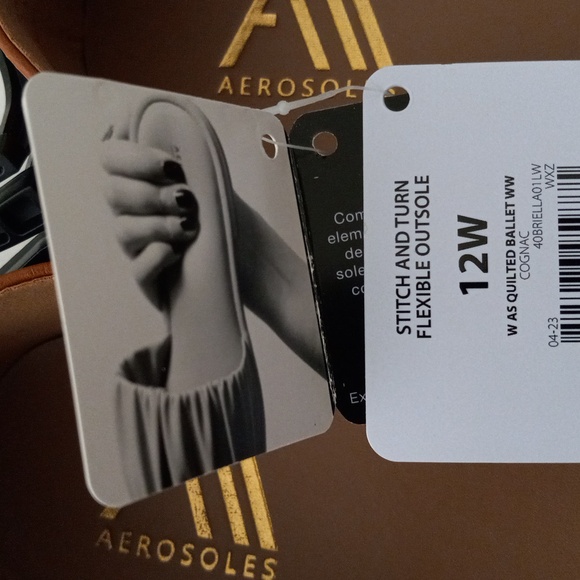 AEROSOLES
STITCH AND TURN
FLEXIBLE OUTSOLE
12W
W AS QUILTED BALLET WW
COGNAC
40BRIELLA01LW
WXZ
04-23
AEROSOLES